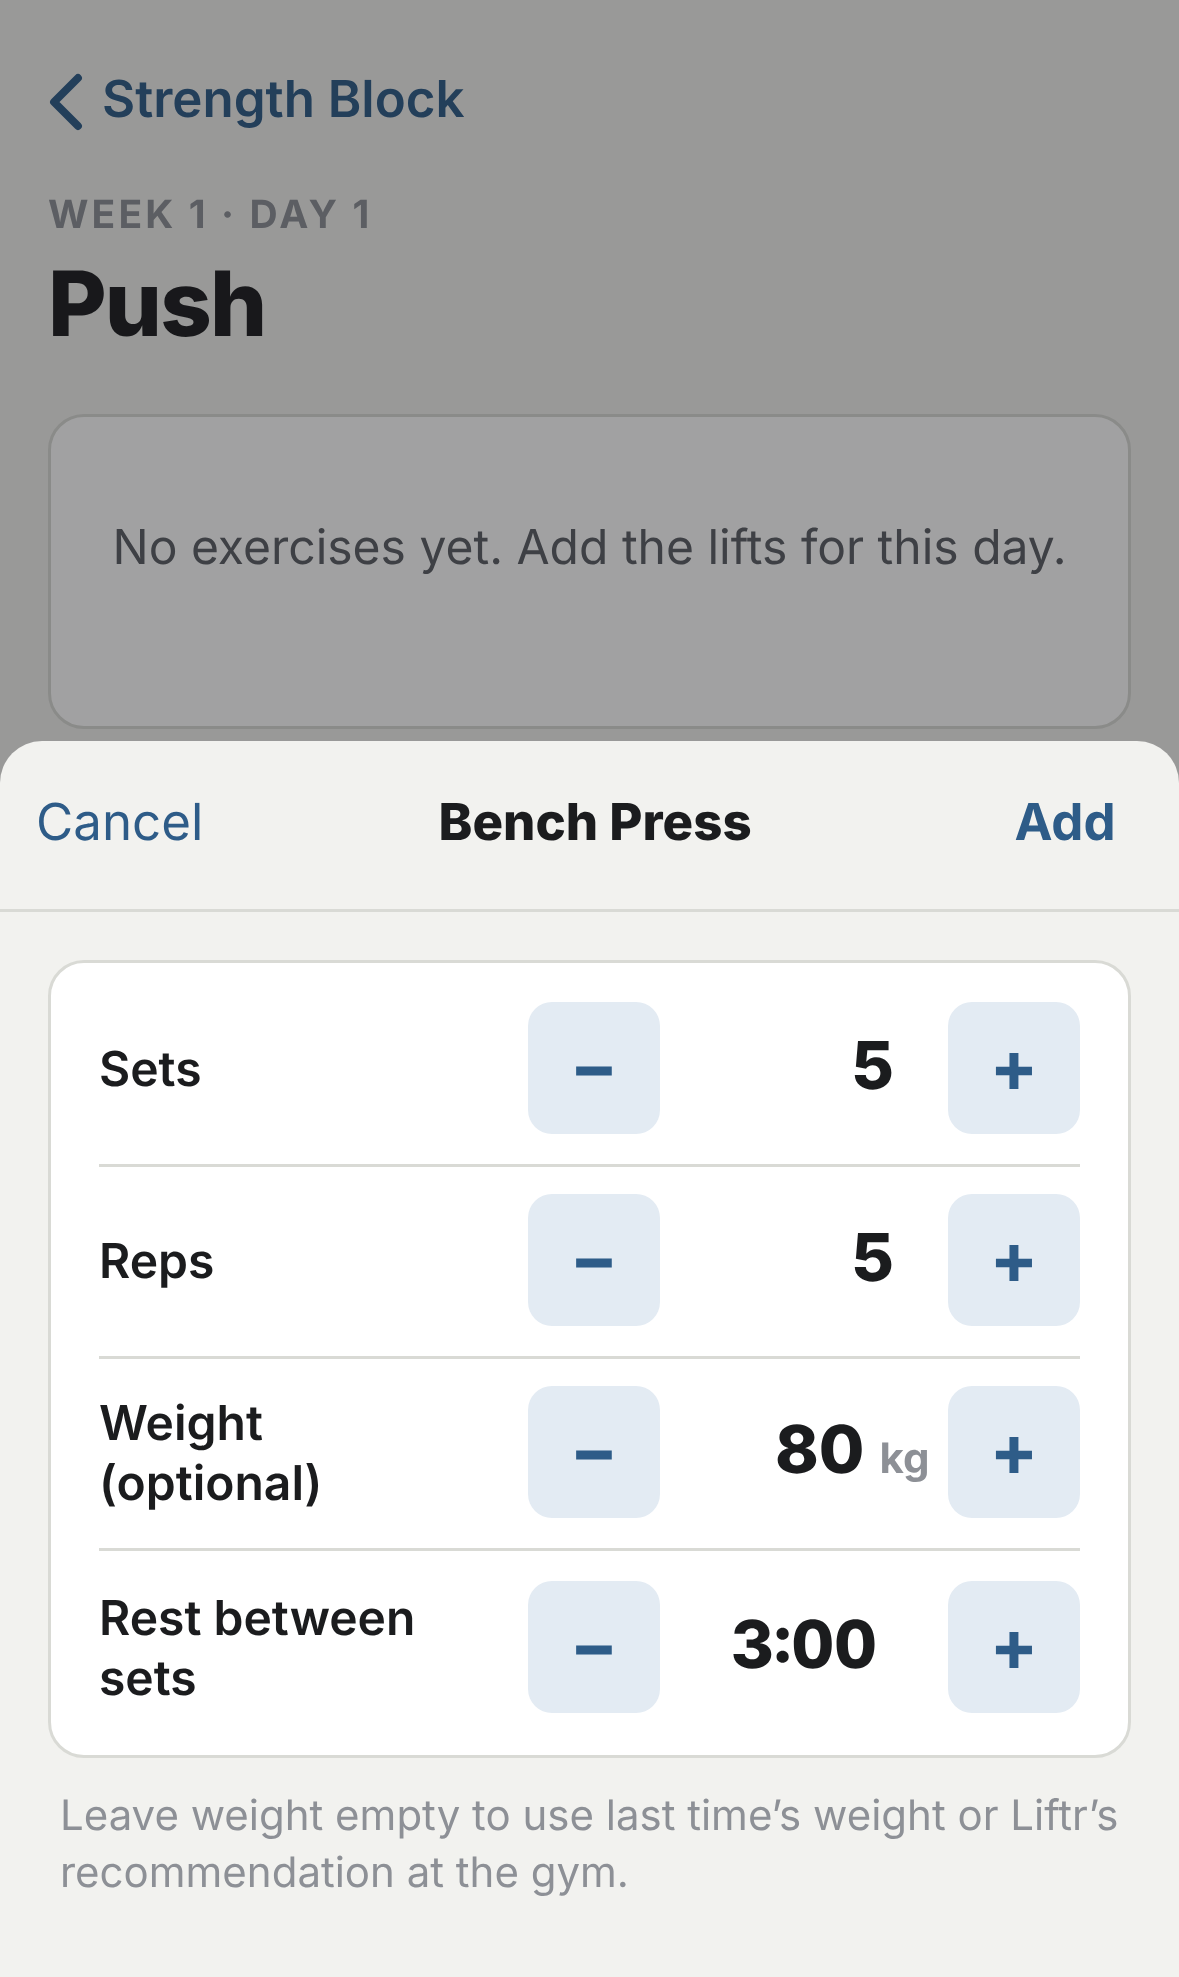 Strength Block
WEEK 1 · DAY 1
Push
No exercises yet. Add the lifts for this day.
Cancel Bench Press Add
Sets − 5 +
Reps − 5 +
Weight
(optional) − 80 kg +
Rest between
sets − 3:00 +
Leave weight empty to use last time’s weight or Liftr’s
recommendation at the gym.